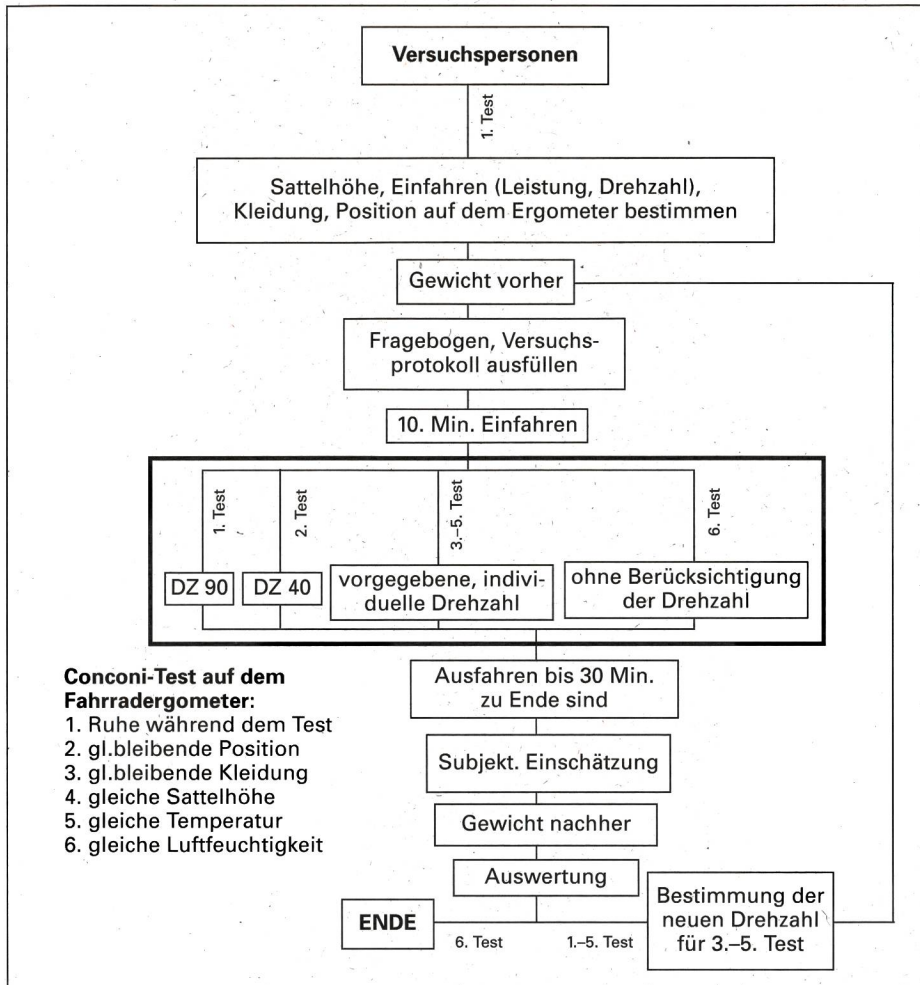 Versuchspersonen
1. Test
Sattelhöhe, Einfahren (Leistung, Drehzahl),
Kleidung, Position auf dem Ergometer bestimmen
Gewicht vorher
Fragebogen, Versuchs-
protokoll ausfüllen
10. Min. Einfahren
1. Test
2. Test
3.–5. Test
6. Test
DZ 90
DZ 40
vorgegebene, indivi-
duelle Drehzahl
ohne Berücksichtigung
der Drehzahl
Ausfahren bis 30 Min.
zu Ende sind
Subjekt. Einschätzung
Gewicht nachher
Auswertung
Conconi-Test auf dem
Fahrradergometer:
1. Ruhe während dem Test
2. gl.bleibende Position
3. gl.bleibende Kleidung
4. gleiche Sattelhöhe
5. gleiche Temperatur
6. gleiche Luftfeuchtigkeit
ENDE
6. Test
1.–5. Test
Bestimmung der
neuen Drehzahl
für 3.–5. Test